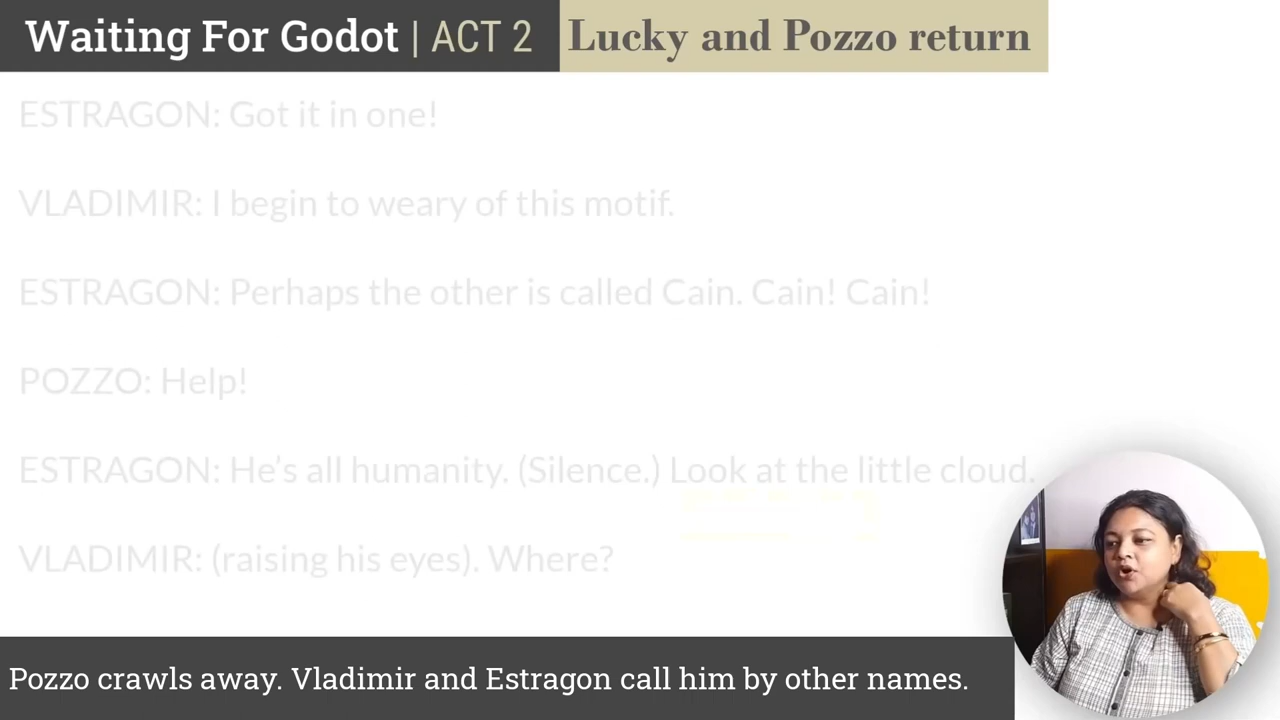 Waiting For Godot | ACT 2 Lucky and Pozzo return
ESTRAGON: Got it in one!
VLADIMIR: I begin to weary of this motif.
ESTRAGON: Perhaps the other is called Cain. Cain! Cain!
POZZO: Help!
ESTRAGON: He’s all humanity. (Silence.) Look at the little cloud.
VLADIMIR: (raising his eyes). Where?
Pozzo crawls away. Vladimir and Estragon call him by other names.